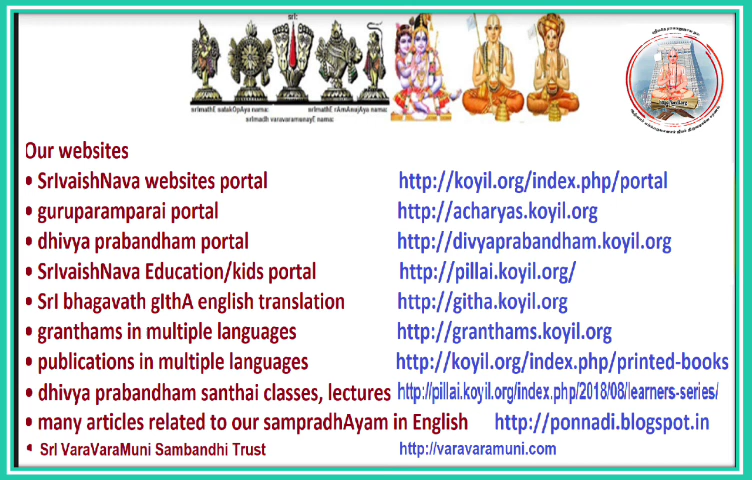 srI:
srImathE satakOpAya nama: srImathE rAmAnujAya nama:
srImadh varavaramunayE nama:
Our websites
• SrIvaishNava websites portal http://koyil.org/index.php/portal
• guruparamparai portal http://acharyas.koyil.org
• dhivya prabandham portal http://divyaprabandham.koyil.org
• SrIvaishNava Education/kids portal http://pillai.koyil.org/
• SrI bhagavath gIthA english translation http://githa.koyil.org
• granthams in multiple languages http://granthams.koyil.org
• publications in multiple languages http://koyil.org/index.php/printed-books
• dhivya prabandham santhai classes, lectures http://pillai.koyil.org/index.php/2018/08/learners-series/
• many articles related to our sampradhAyam in English http://ponnadi.blogspot.in
• SrI VaraVaraMuni Sambandhi Trust http://varavaramuni.com